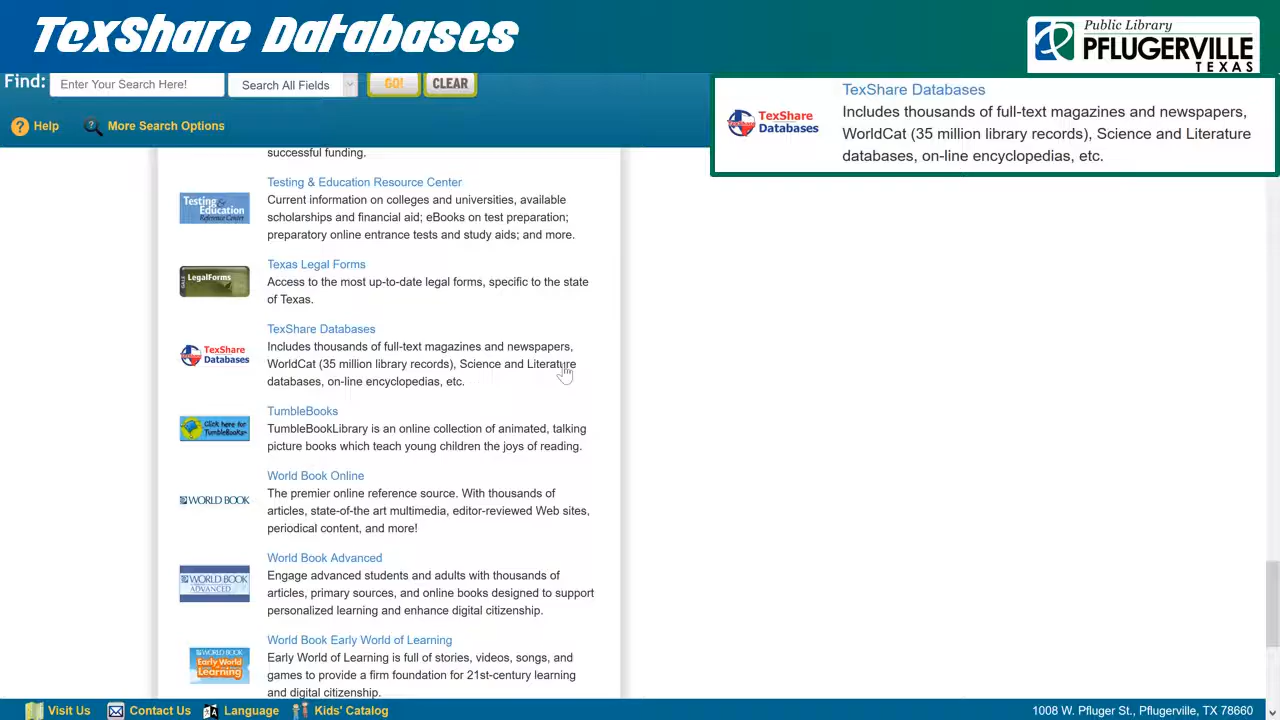 TexShare Databases
Public Library
PFLUGERVILLE
TEXAS
Find: Enter Your Search Here! Search All Fields GO! CLEAR
? Help More Search Options
TexShare Databases
TexShare Databases
Includes thousands of full-text magazines and newspapers,
WorldCat (35 million library records), Science and Literature
databases, on-line encyclopedias, etc.
successful funding.
Testing & Education Reference Center
Testing & Education Resource Center
Current information on colleges and universities, available
scholarships and financial aid; eBooks on test preparation;
preparatory online entrance tests and study aids; and more.
GALE LegalForms
Texas Legal Forms
Access to the most up-to-date legal forms, specific to the state
of Texas.
TexShare Databases
TexShare Databases
Includes thousands of full-text magazines and newspapers,
WorldCat (35 million library records), Science and Literature
databases, on-line encyclopedias, etc.
Click here for
TumbleBooks
TumbleBooks
TumbleBookLibrary is an online collection of animated, talking
picture books which teach young children the joys of reading.
WORLD BOOK
World Book Online
The premier online reference source. With thousands of
articles, state-of-the art multimedia, editor-reviewed Web sites,
periodical content, and more!
WORLD BOOK
ADVANCED
World Book Advanced
Engage advanced students and adults with thousands of
articles, primary sources, and online books designed to support
personalized learning and enhance digital citizenship.
WORLD BOOK
Early World
of Learning
World Book Early World of Learning
Early World of Learning is full of stories, videos, songs, and
games to provide a firm foundation for 21st-century learning
and digital citizenship.
Visit Us Contact Us Language Kids' Catalog 1008 W. Pfluger St., Pflugerville, TX 78660